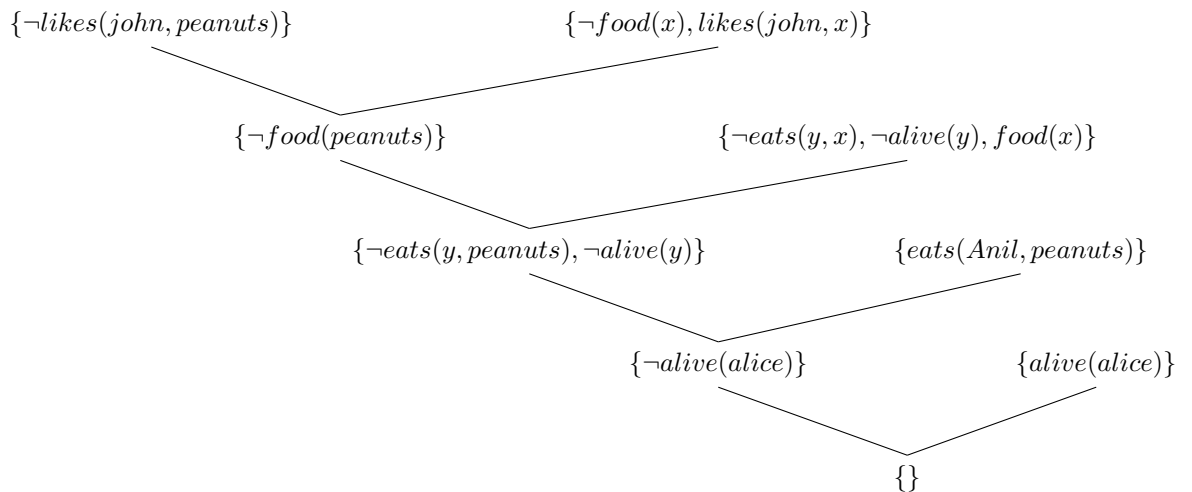 {¬likes(john, peanuts)} {¬food(x), likes(john, x)}
{¬food(peanuts)} {¬eats(y, x), ¬alive(y), food(x)}
{¬eats(y, peanuts), ¬alive(y)} {eats(Anil, peanuts)}
{¬alive(alice)} {alive(alice)}
{}